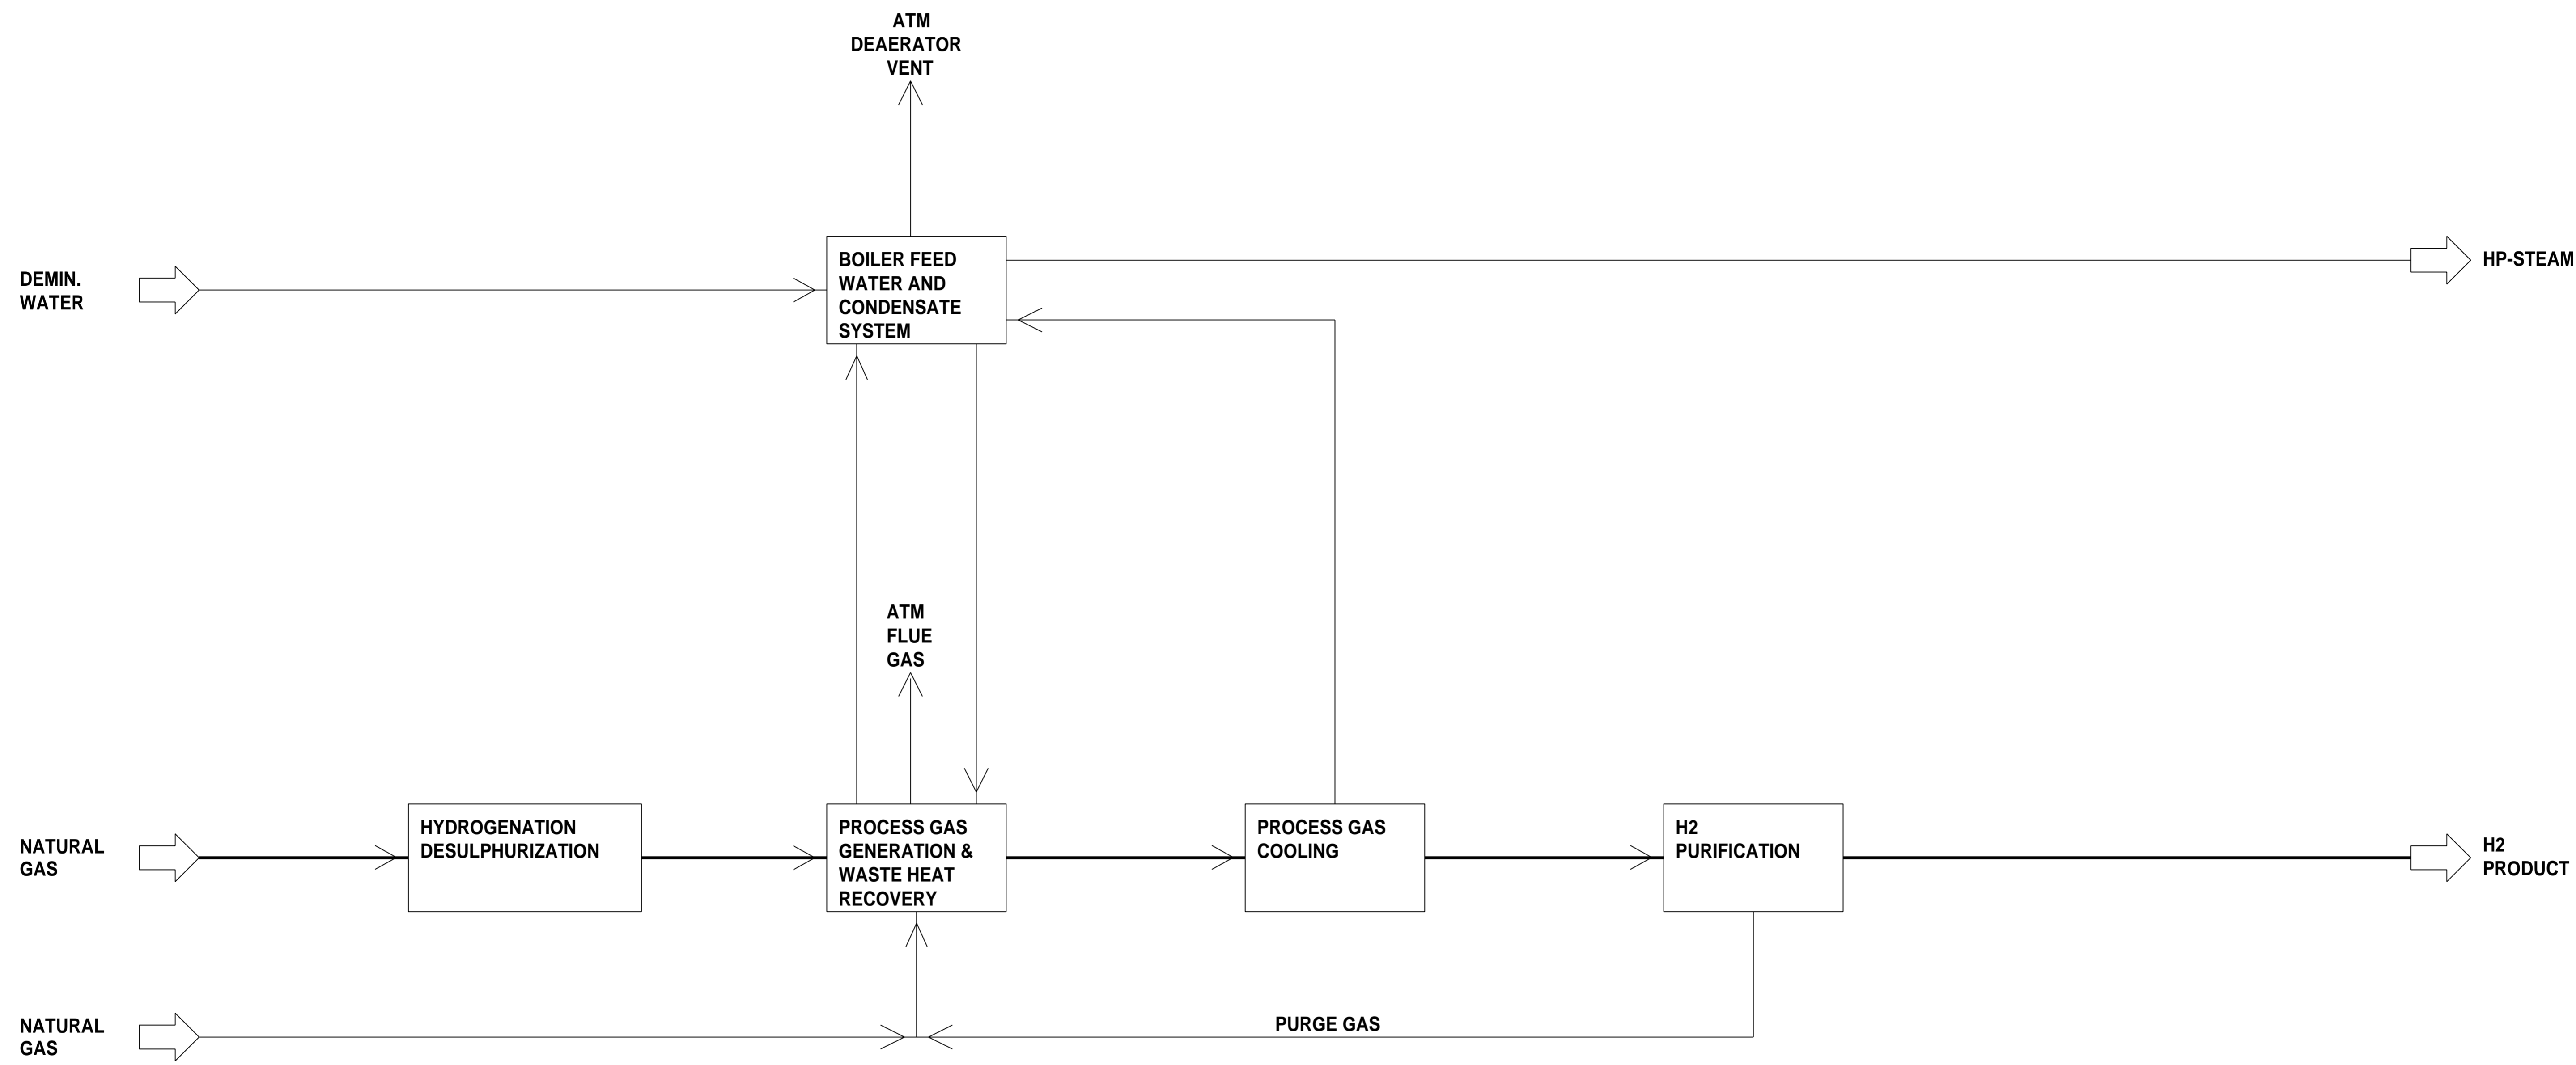 ATM
DEAERATOR
VENT
DEMIN.
WATER
BOILER FEED
WATER AND
CONDENSATE
SYSTEM
HP-STEAM
ATM
FLUE
GAS
NATURAL
GAS
HYDROGENATION
DESULPHURIZATION
PROCESS GAS
GENERATION &
WASTE HEAT
RECOVERY
PROCESS GAS
COOLING
H2
PURIFICATION
H2
PRODUCT
NATURAL
GAS
PURGE GAS